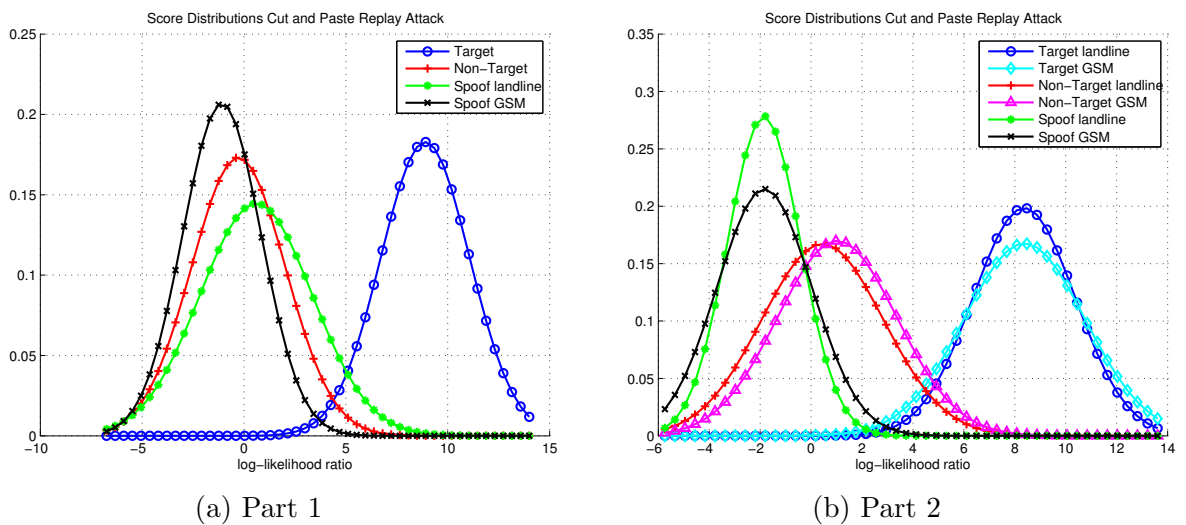 Score Distributions Cut and Paste Replay Attack
0.25
0.2
0.15
0.1
0.05
0
−10
−5
0
5
10
15
log−likelihood ratio
Target
Non−Target
Spoof landline
Spoof GSM
(a) Part 1
Score Distributions Cut and Paste Replay Attack
0.35
0.3
0.25
0.2
0.15
0.1
0.05
0
−6
−4
−2
0
2
4
6
8
10
12
14
log−likelihood ratio
Target landline
Target GSM
Non−Target landline
Non−Target GSM
Spoof landline
Spoof GSM
(b) Part 2